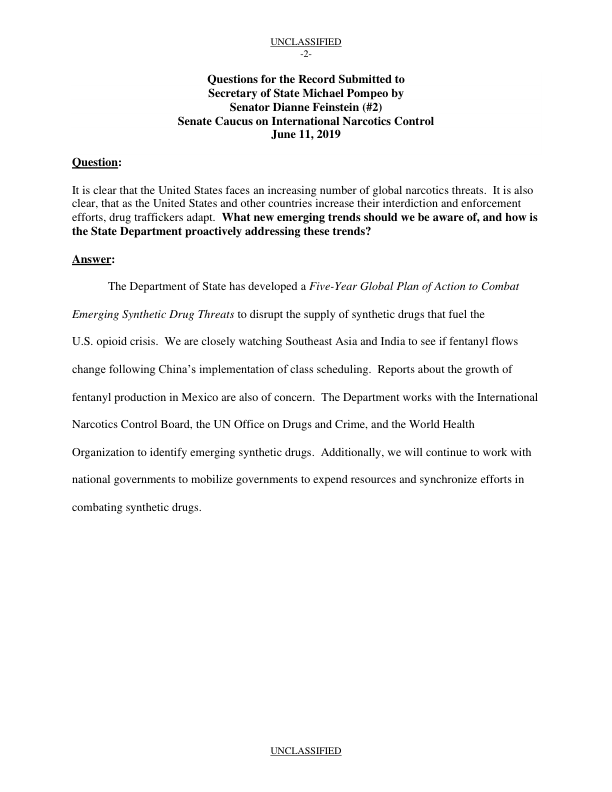 UNCLASSIFIED
-2-
Questions for the Record Submitted to
Secretary of State Michael Pompeo by
Senator Dianne Feinstein (#2)
Senate Caucus on International Narcotics Control
June 11, 2019
Question:
It is clear that the United States faces an increasing number of global narcotics threats.  It is also
clear, that as the United States and other countries increase their interdiction and enforcement
efforts, drug traffickers adapt.  What new emerging trends should we be aware of, and how is
the State Department proactively addressing these trends?
Answer:
The Department of State has developed a Five-Year Global Plan of Action to Combat
Emerging Synthetic Drug Threats to disrupt the supply of synthetic drugs that fuel the
U.S. opioid crisis.  We are closely watching Southeast Asia and India to see if fentanyl flows
change following China’s implementation of class scheduling.  Reports about the growth of
fentanyl production in Mexico are also of concern.  The Department works with the International
Narcotics Control Board, the UN Office on Drugs and Crime, and the World Health
Organization to identify emerging synthetic drugs.  Additionally, we will continue to work with
national governments to mobilize governments to expend resources and synchronize efforts in
combating synthetic drugs.
UNCLASSIFIED